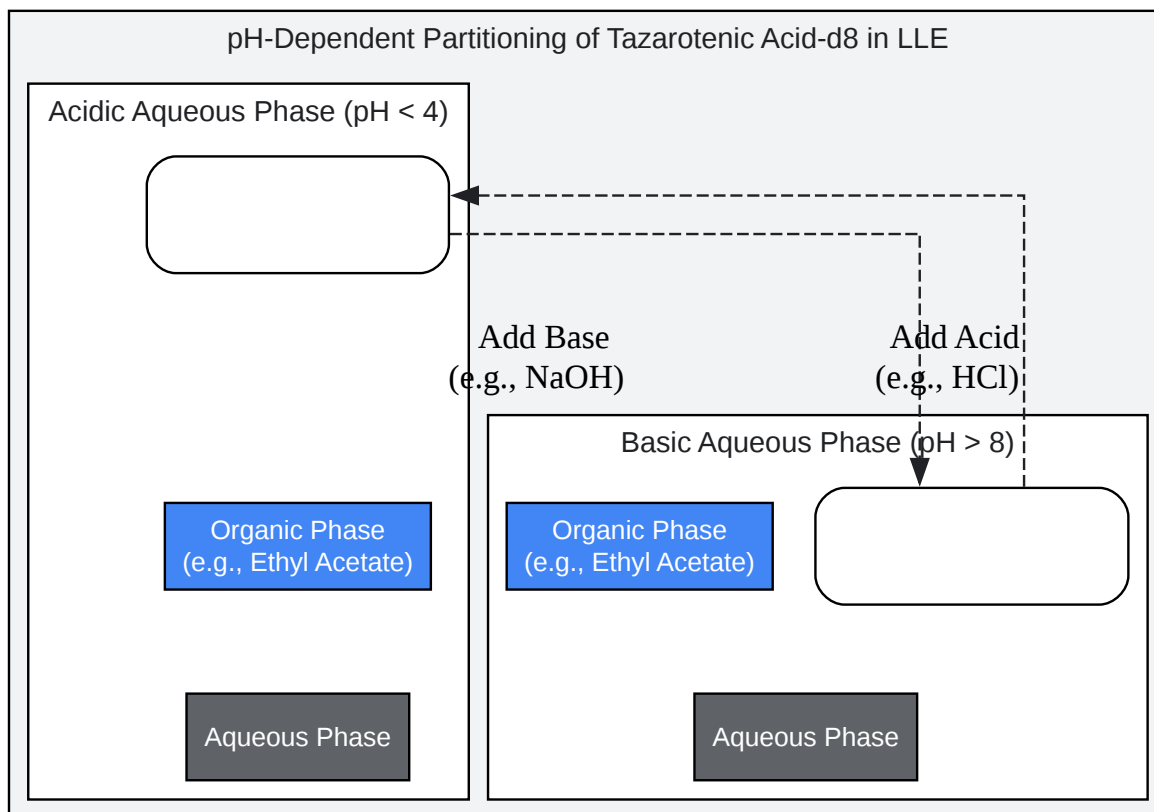 pH-Dependent Partitioning of Tazarotenic Acid-d8 in LLE
Acidic Aqueous Phase (pH < 4)
Add Base
(e.g., NaOH)
Add Acid
(e.g., HCl)
Basic Aqueous Phase (pH > 8)
Organic Phase
(e.g., Ethyl Acetate)
Organic Phase
(e.g., Ethyl Acetate)
Aqueous Phase
Aqueous Phase